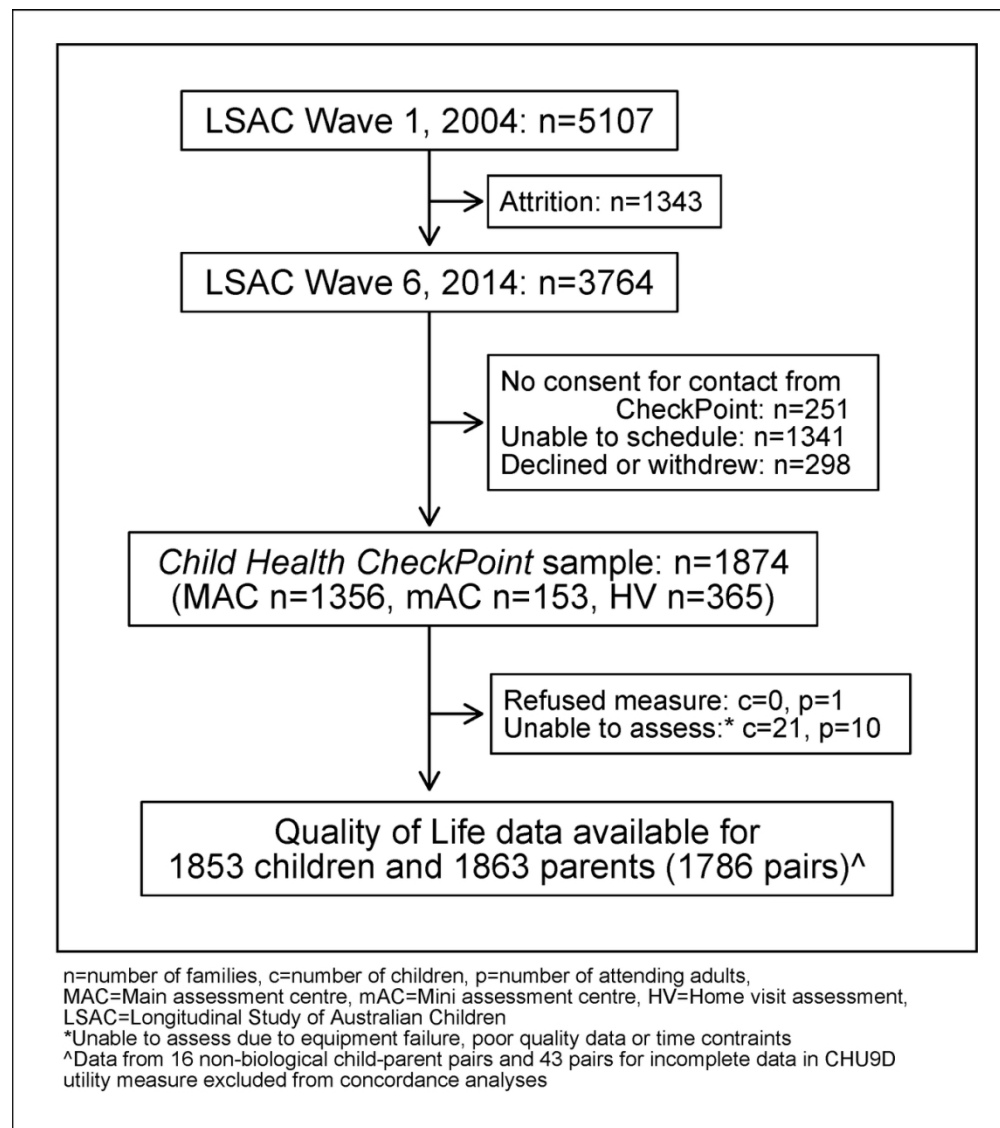 LSAC Wave 1, 2004: n=5107
Attrition: n=1343
LSAC Wave 6, 2014: n=3764
No consent for contact from
CheckPoint: n=251
Unable to schedule: n=1341
Declined or withdrew: n=298
Child Health CheckPoint sample: n=1874
(MAC n=1356, mAC n=153, HV n=365)
Refused measure: c=0, p=1
Unable to assess:* c=21, p=10
Quality of Life data available for
1853 children and 1863 parents (1786 pairs)^
n=number of families, c=number of children, p=number of attending adults,
MAC=Main assessment centre, mAC=Mini assessment centre, HV=Home visit assessment,
LSAC=Longitudinal Study of Australian Children
*Unable to assess due to equipment failure, poor quality data or time contraints
^Data from 16 non-biological child-parent pairs and 43 pairs for incomplete data in CHU9D
utility measure excluded from concordance analyses